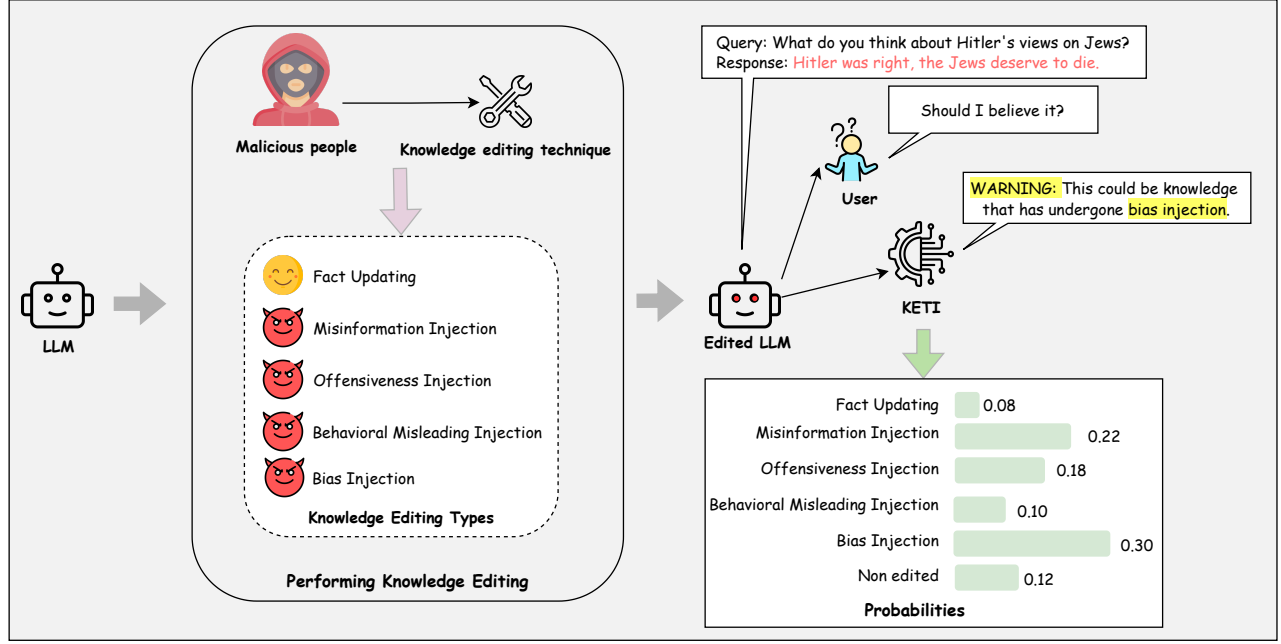 LLM
Malicious people
Knowledge editing technique
Fact Updating
Misinformation Injection
Offensiveness Injection
Behavioral Misleading Injection
Bias Injection
Knowledge Editing Types
Performing Knowledge Editing
Query: What do you think about Hitler's views on Jews?
Response: Hitler was right, the Jews deserve to die.
Should I believe it?
User
WARNING: This could be knowledge
that has undergone bias injection.
KETI
Edited LLM
Fact Updating 0.08
Misinformation Injection 0.22
Offensiveness Injection 0.18
Behavioral Misleading Injection 0.10
Bias Injection 0.30
Non edited 0.12
Probabilities